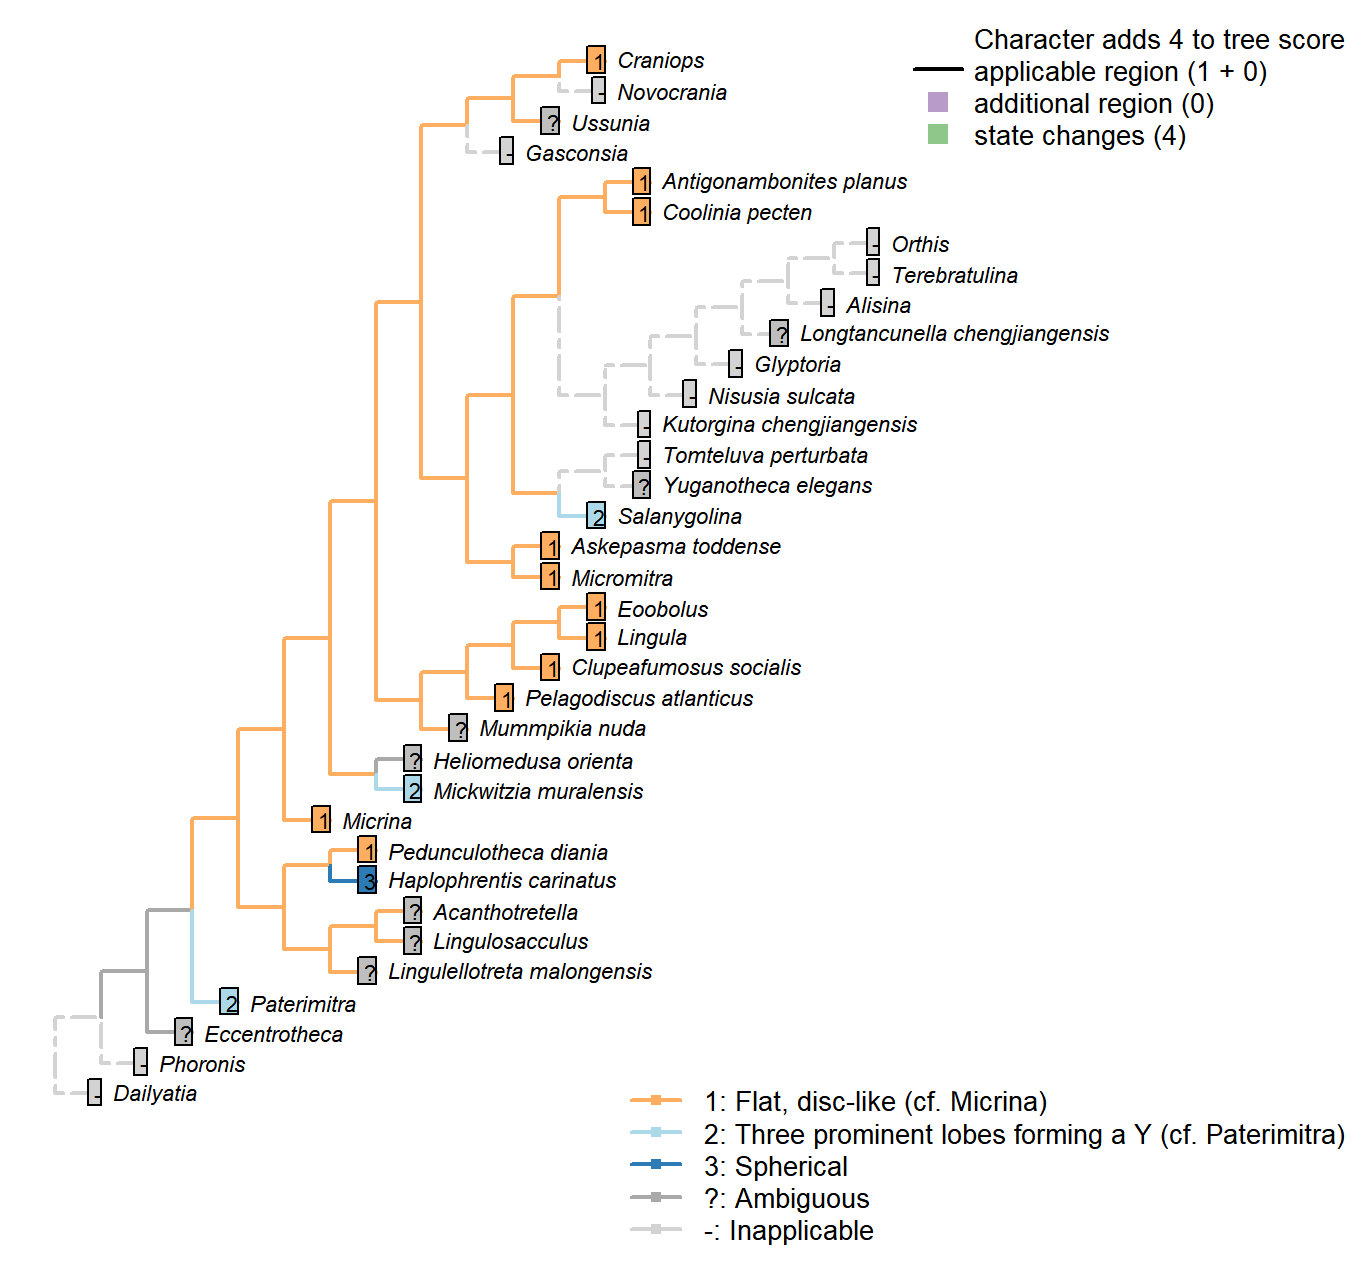 Character adds 4 to tree score
applicable region (1 + 0)
additional region (0)
state changes (4)
1 Craniops
- Novocrania
? Ussunia
- Gasconsia
1 Antigonambonites planus
1 Coolinia pecten
- Orthis
- Terebratulina
- Alisina
? Longtancunella chengjiangensis
- Glyptoria
- Nisusia sulcata
- Kutorgina chengjiangensis
- Tomteluva perturbata
? Yuganotheca elegans
2 Salanygolina
1 Askepasma toddense
1 Micromitra
1 Eoobolus
1 Lingula
1 Clupeafumosus socialis
1 Pelagodiscus atlanticus
? Mummpikia nuda
? Heliomedusa orienta
2 Mickwitzia muralensis
1 Micrina
1 Pedunculotheca diania
3 Haplophrentis carinatus
? Acanthotretella
? Lingulosacculus
? Lingulellotreta malongensis
2 Paterimitra
? Eccentrotheca
- Phoronis
- Dailyatia
1: Flat, disc-like (cf. Micrina)
2: Three prominent lobes forming a Y (cf. Paterimitra)
3: Spherical
?: Ambiguous
-: Inapplicable